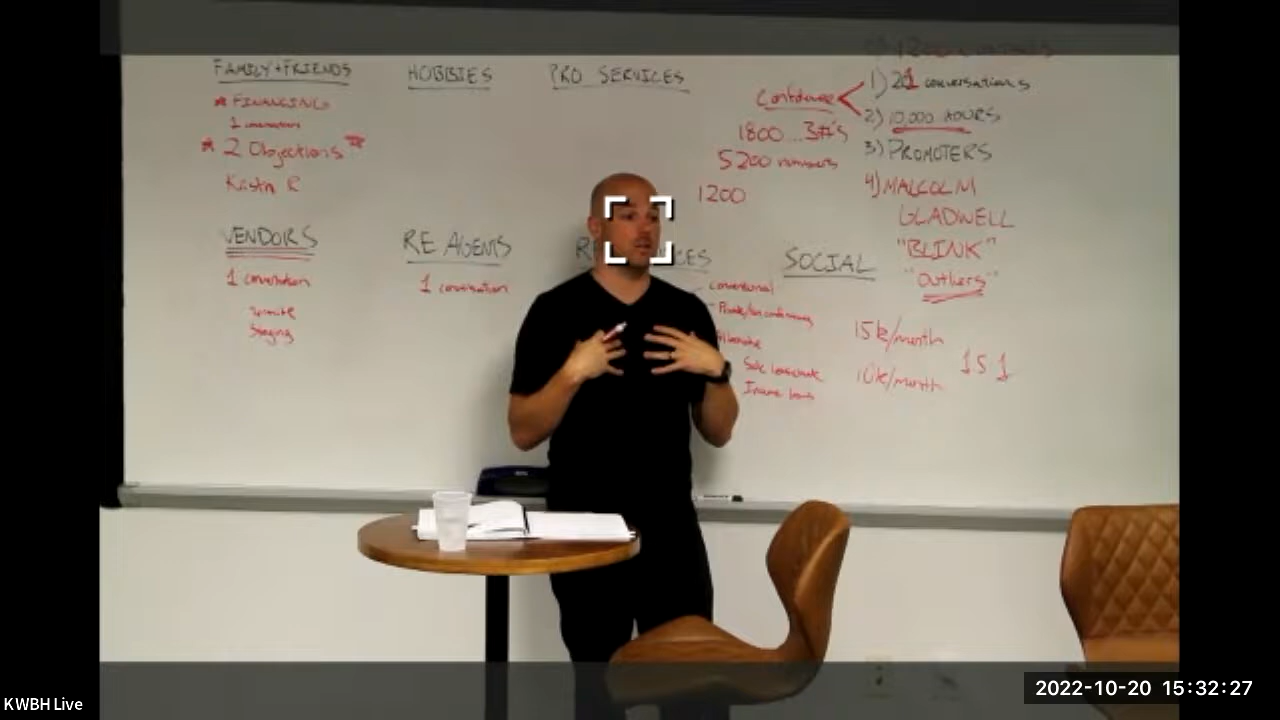 FAMILY+FRIENDS
* FINANCING
1 conversation
* 2 Objections
Kristin R
HOBBIES
PRO SERVICES
Confidence
1800...3#'s
5200 numbers
1200
1) 21 conversations
2) 10,000 HOURS
3) PROMOTERS
4) MALCOLM
GLADWELL
"BLINK"
"Outliers"
VENDORS
1 conversation
Staging
RE AGENTS
1 conversation
SOCIAL
conventional
15k/month
10k/month
151
KWBH Live
2022-10-20 15:32:27